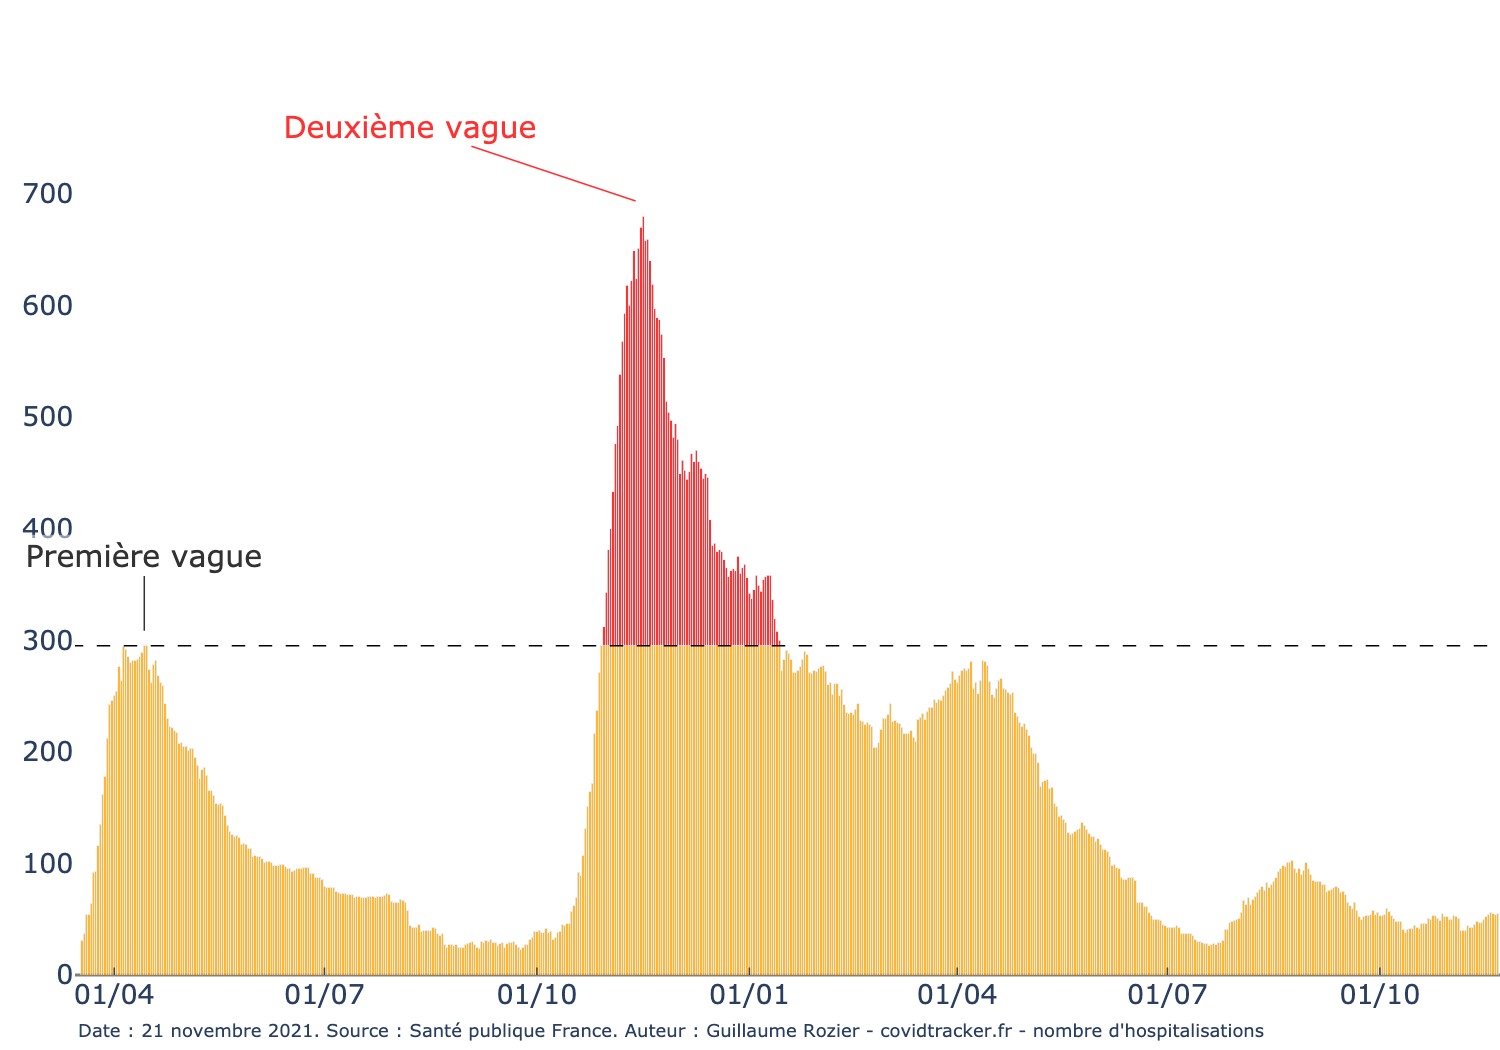 Deuxième vague
700
600
500
400
Première vague
300
200
100
0
01/04 01/07 01/10 01/01 01/04 01/07 01/10
Date : 21 novembre 2021. Source : Santé publique France. Auteur : Guillaume Rozier - covidtracker.fr - nombre d'hospitalisations